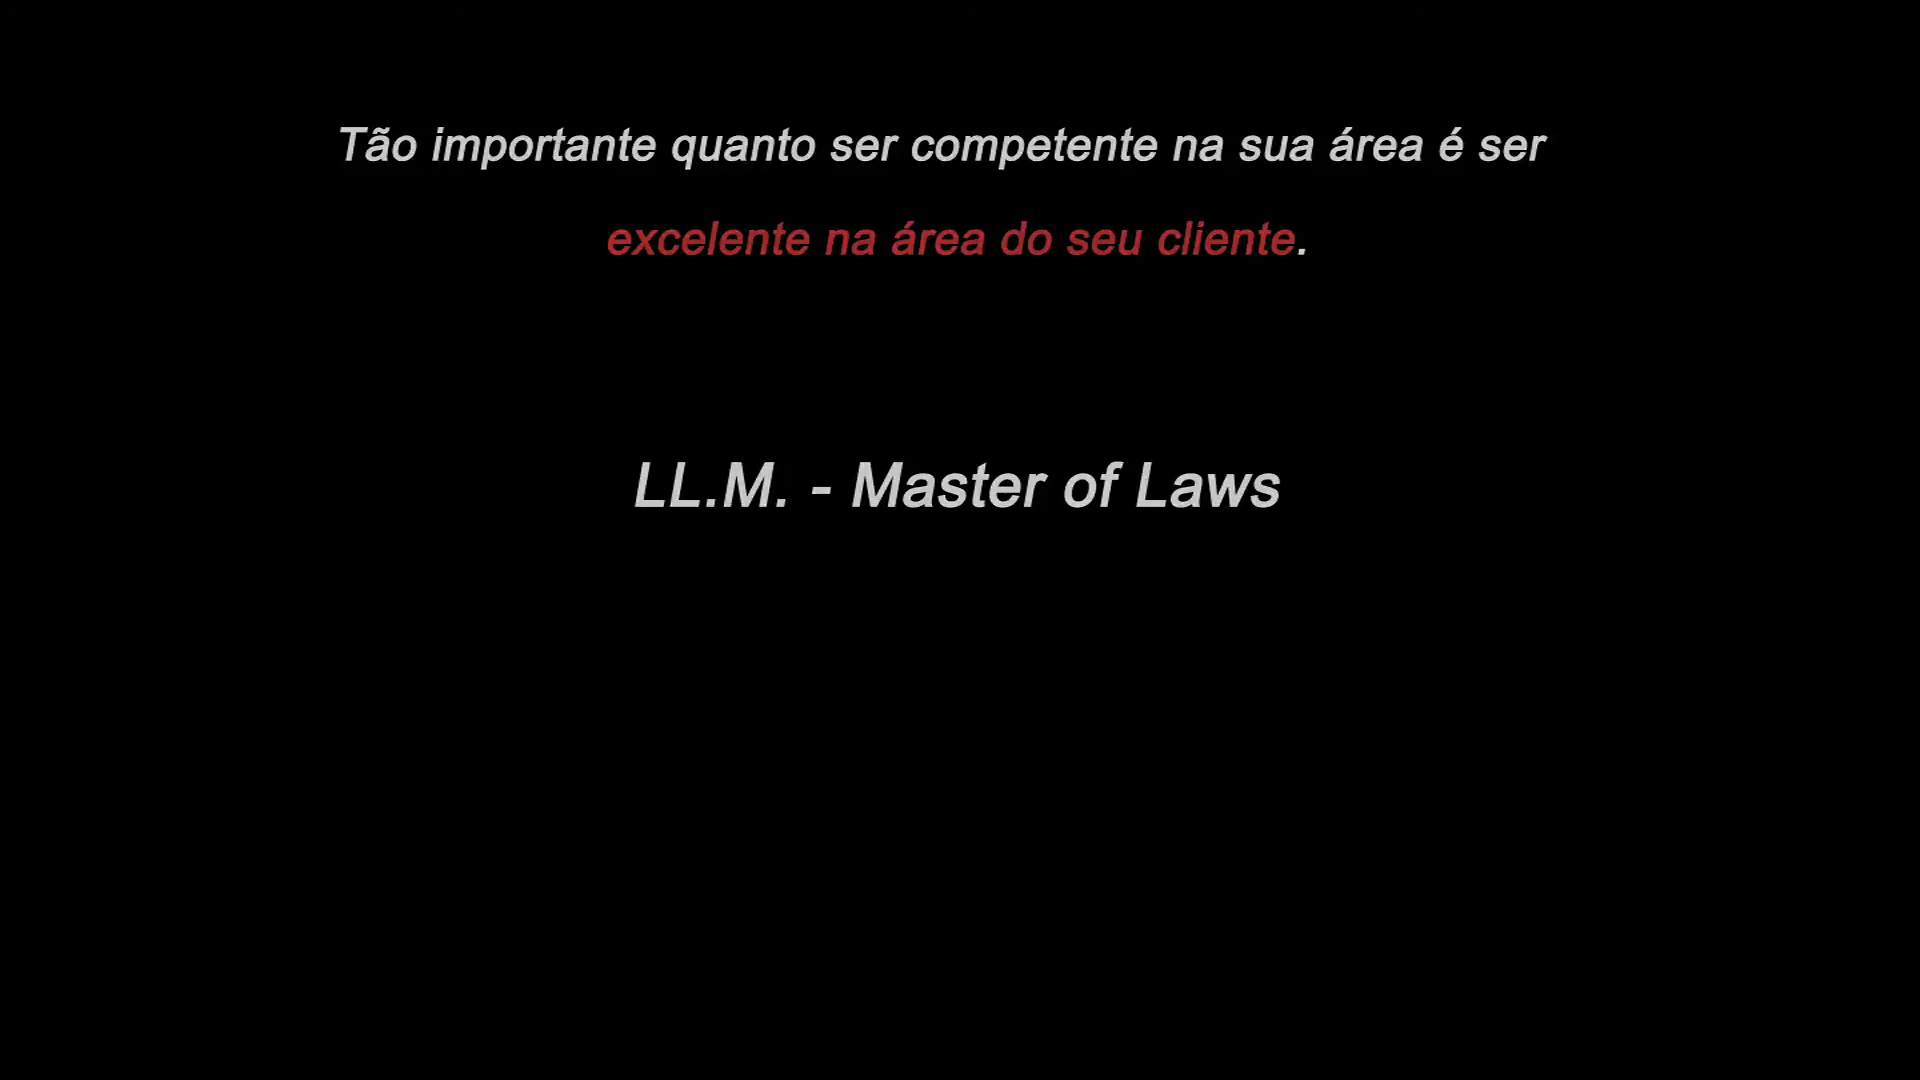 Tão importante quanto ser competente na sua área é ser
excelente na área do seu cliente.
LL.M. - Master of Laws